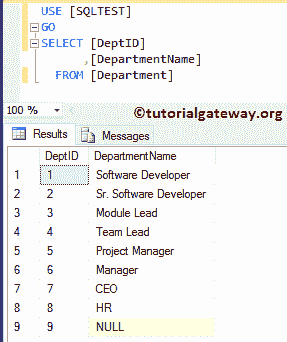 USE [SQLTEST]
GO
SELECT [DeptID]
,[DepartmentName]
FROM [Department]
100 %
©tutorialgateway.org
Results Messages
DeptID DepartmentName
1 1 Software Developer
2 2 Sr. Software Developer
3 3 Module Lead
4 4 Team Lead
5 5 Project Manager
6 6 Manager
7 7 CEO
8 8 HR
9 9 NULL